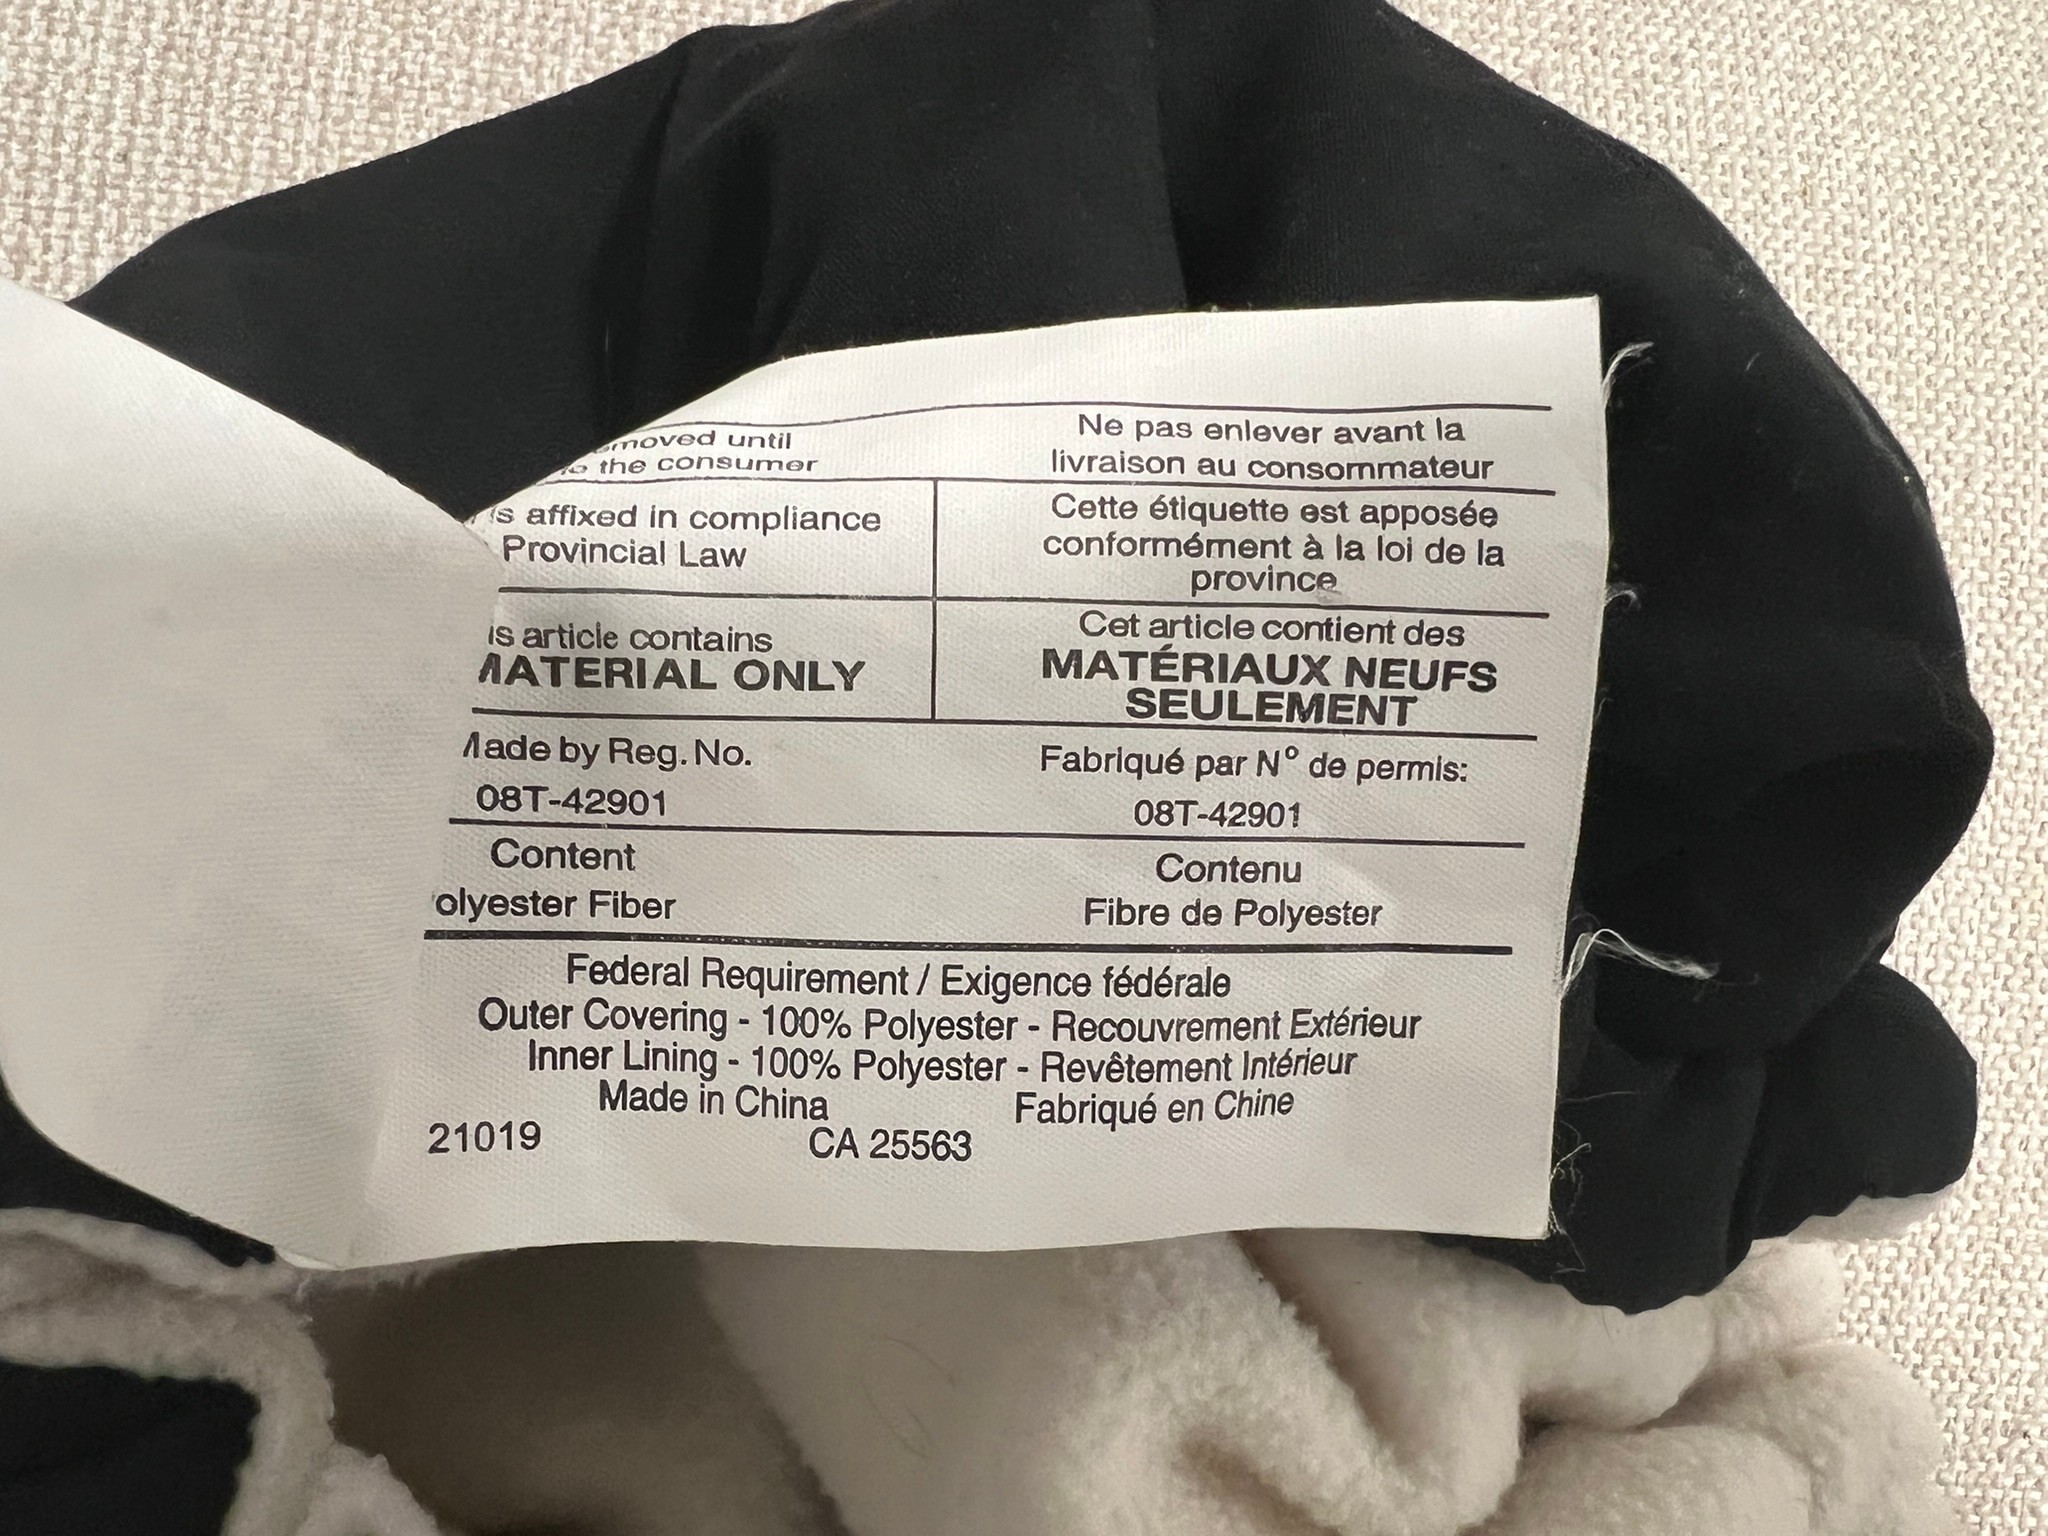 until
the consumer
Ne pas enlever avant la
livraison au consommateur
affixed in compliance
Provincial Law
Cette étiquette est apposée
conformément à la loi de la
province
article contains
MATERIAL ONLY
Cet article contient des
MATÉRIAUX NEUFS
SEULEMENT
Made by Reg. No.
08T-42901
Fabriqué par N° de permis:
08T-42901
Content
Polyester Fiber
Contenu
Fibre de Polyester
Federal Requirement / Exigence fédérale
Outer Covering - 100% Polyester - Recouvrement Extérieur
Inner Lining - 100% Polyester - Revêtement Intérieur
Made in China Fabriqué en Chine
21019 CA 25563